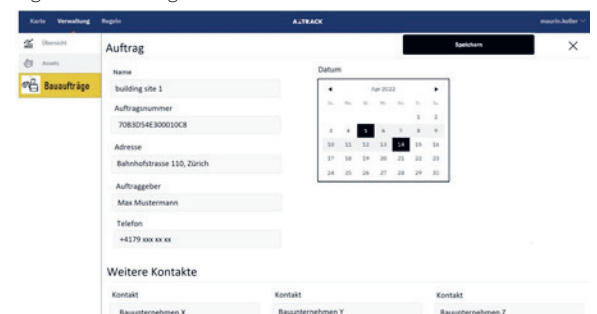 Karte Verwaltung Regeln AZTRACK maurin.keller
Übersicht
Auftrag
Speichern
Assets
Name
Datum
Bauaufträge
building site 1
Apr 2022
Auftragsnummer
1 2
70B3D54E300010C8
3 4 5 6 7 8 9
Adresse
10 11 12 13 14 15 16
Bahnhofstrasse 110, Zürich
17 18 19 20 21 22 23
24 25 26 27 28 29 30
Auftraggeber
Max Mustermann
Telefon
+4179 xxx xx xx
Weitere Kontakte
Kontakt Kontakt Kontakt
Bauunternehmen X Bauunternehmen Y Bauunternehmen Z